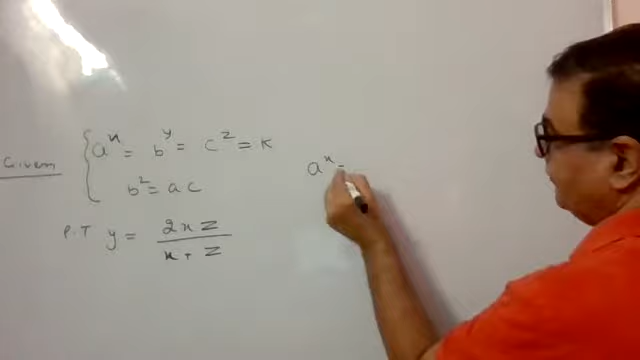 Given
a^x = b^y = c^z = K
b^2 = ac
P.T y = 2xz / x + z
a^x =